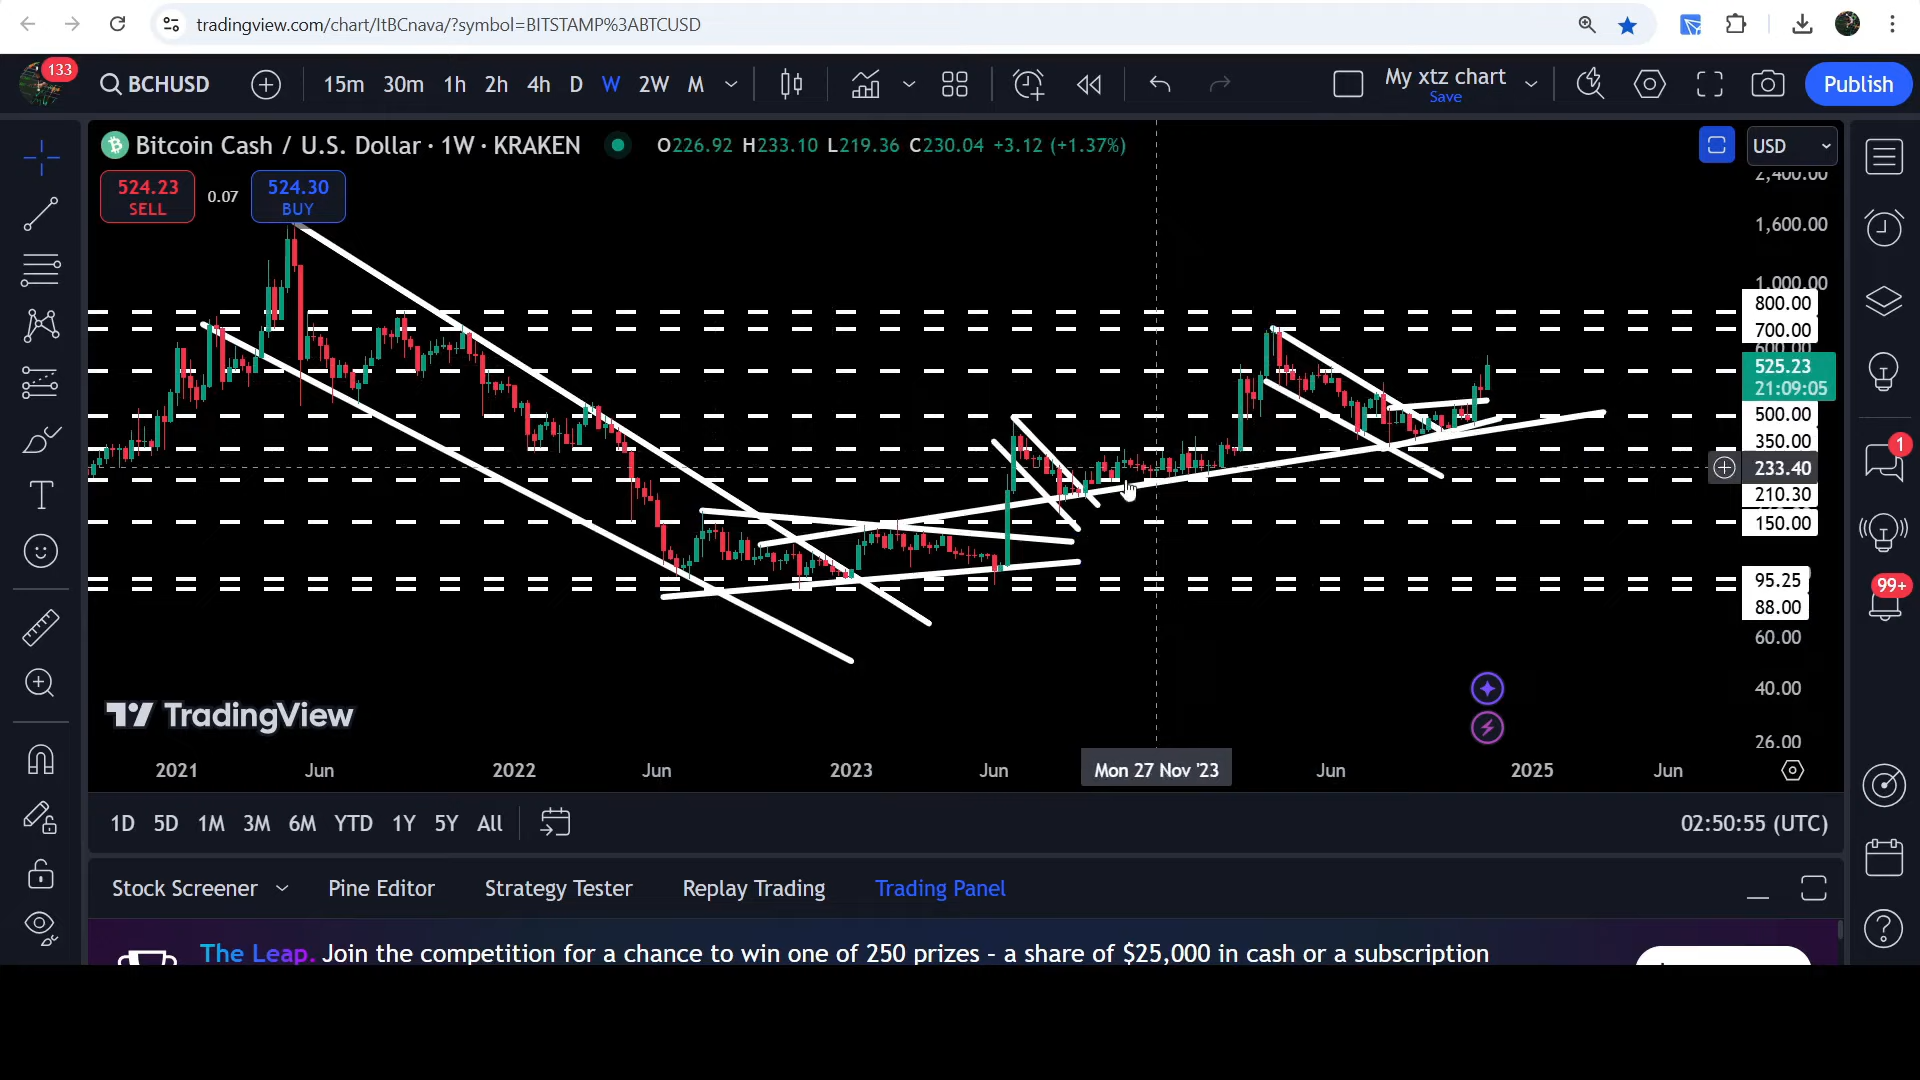 tradingview.com/chart/ItBCnava/?symbol=BITSTAMP%3ABTCUSD
133
BCHUSD 15m 30m 1h 2h 4h D W 2W M My xtz chart Save Publish
Bitcoin Cash / U.S. Dollar · 1W · KRAKEN O226.92 H233.10 L219.36 C230.04 +3.12 (+1.37%) USD
524.23 SELL 0.07 524.30 BUY
2,400.00
1,600.00
1,000.00
800.00
700.00
600.00
525.23
21:09:05
500.00
350.00
233.40
210.30
150.00
95.25
88.00
60.00
40.00
26.00
1
99+
TradingView
2021 Jun 2022 Jun 2023 Jun Mon 27 Nov '23 Jun 2025 Jun
1D 5D 1M 3M 6M YTD 1Y 5Y All 02:50:55 (UTC)
Stock Screener Pine Editor Strategy Tester Replay Trading Trading Panel
The Leap. Join the competition for a chance to win one of 250 prizes - a share of $25,000 in cash or a subscription